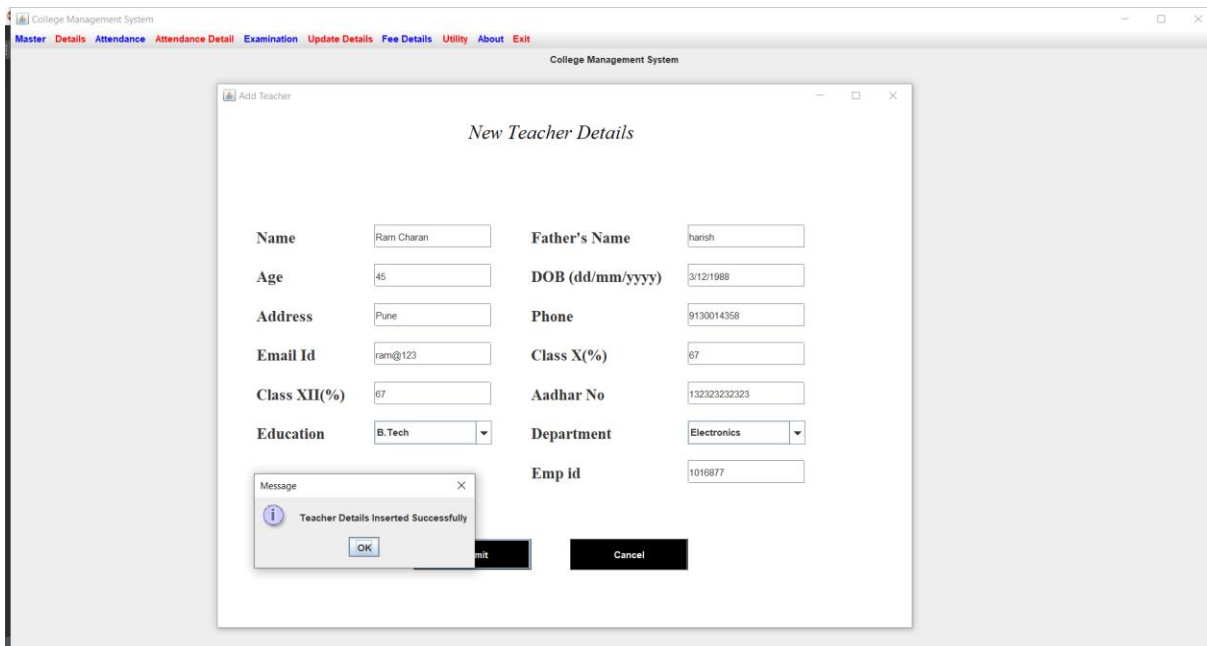 College Management System
Master Details Attendance Attendance Detail Examination Update Details Fee Details Utility About Exit
College Management System
Add Teacher
New Teacher Details
Name Ram Charan Father's Name harish
Age 45 DOB (dd/mm/yyyy) 3/12/1988
Address Pune Phone 9130014358
Email Id ram@123 Class X(%) 67
Class XII(%) 67 Aadhar No 132323232323
Education B.Tech Department Electronics
Emp id 1016877
Message
Teacher Details Inserted Successfully
OK
mit Cancel